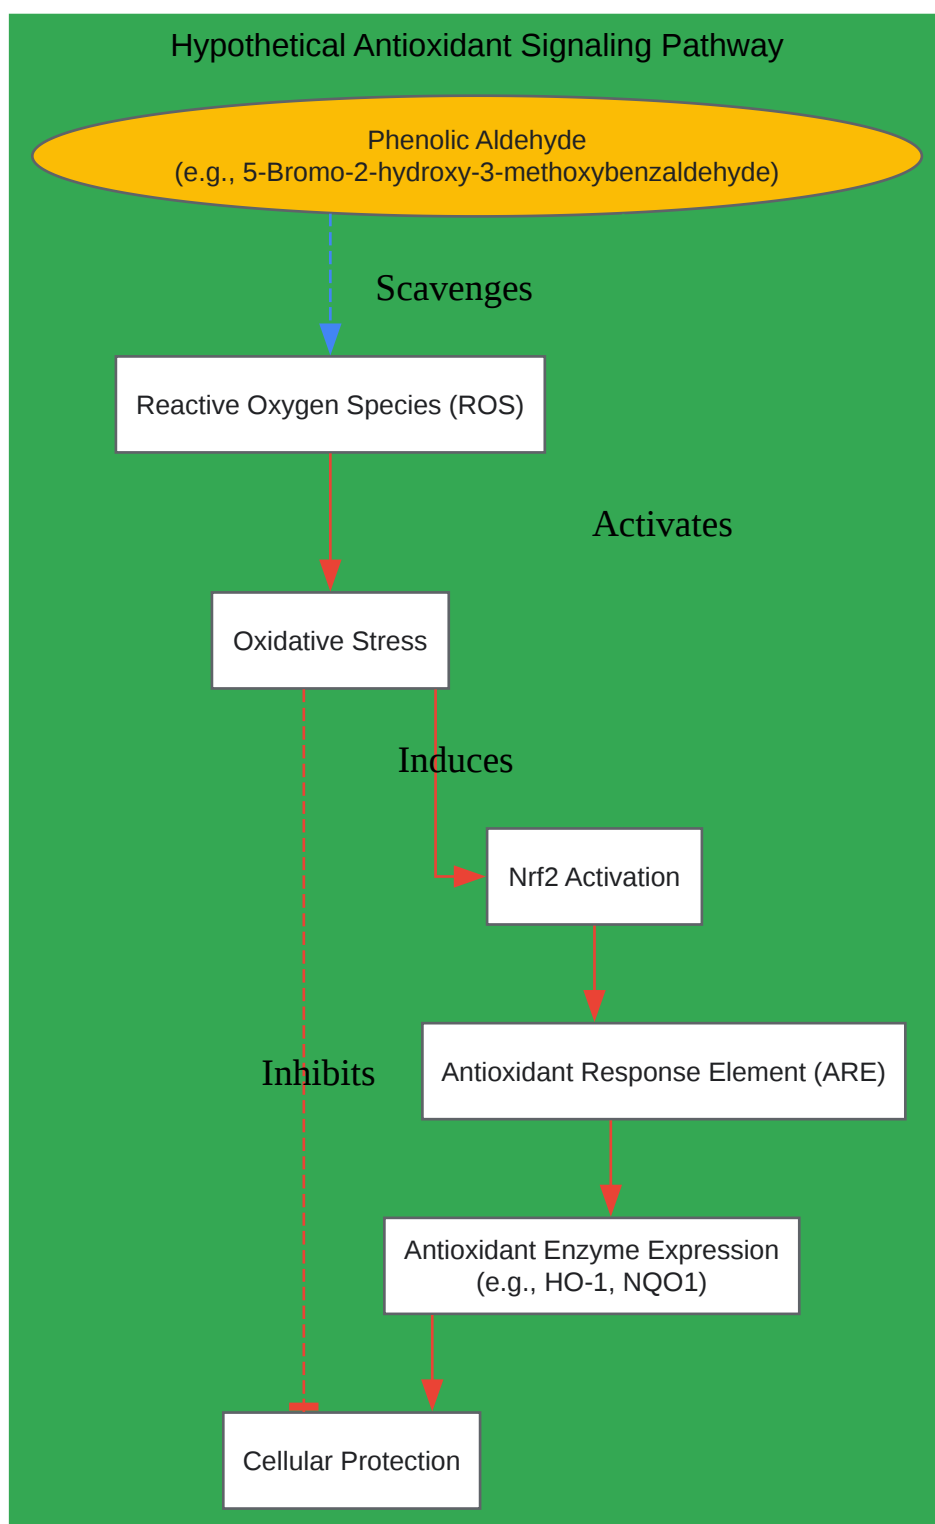 Hypothetical Antioxidant Signaling Pathway
Phenolic Aldehyde
(e.g., 5-Bromo-2-hydroxy-3-methoxybenzaldehyde)
Scavenges
Reactive Oxygen Species (ROS)
Activates
Oxidative Stress
Induces
Nrf2 Activation
Inhibits
Antioxidant Response Element (ARE)
Antioxidant Enzyme Expression
(e.g., HO-1, NQO1)
Cellular Protection